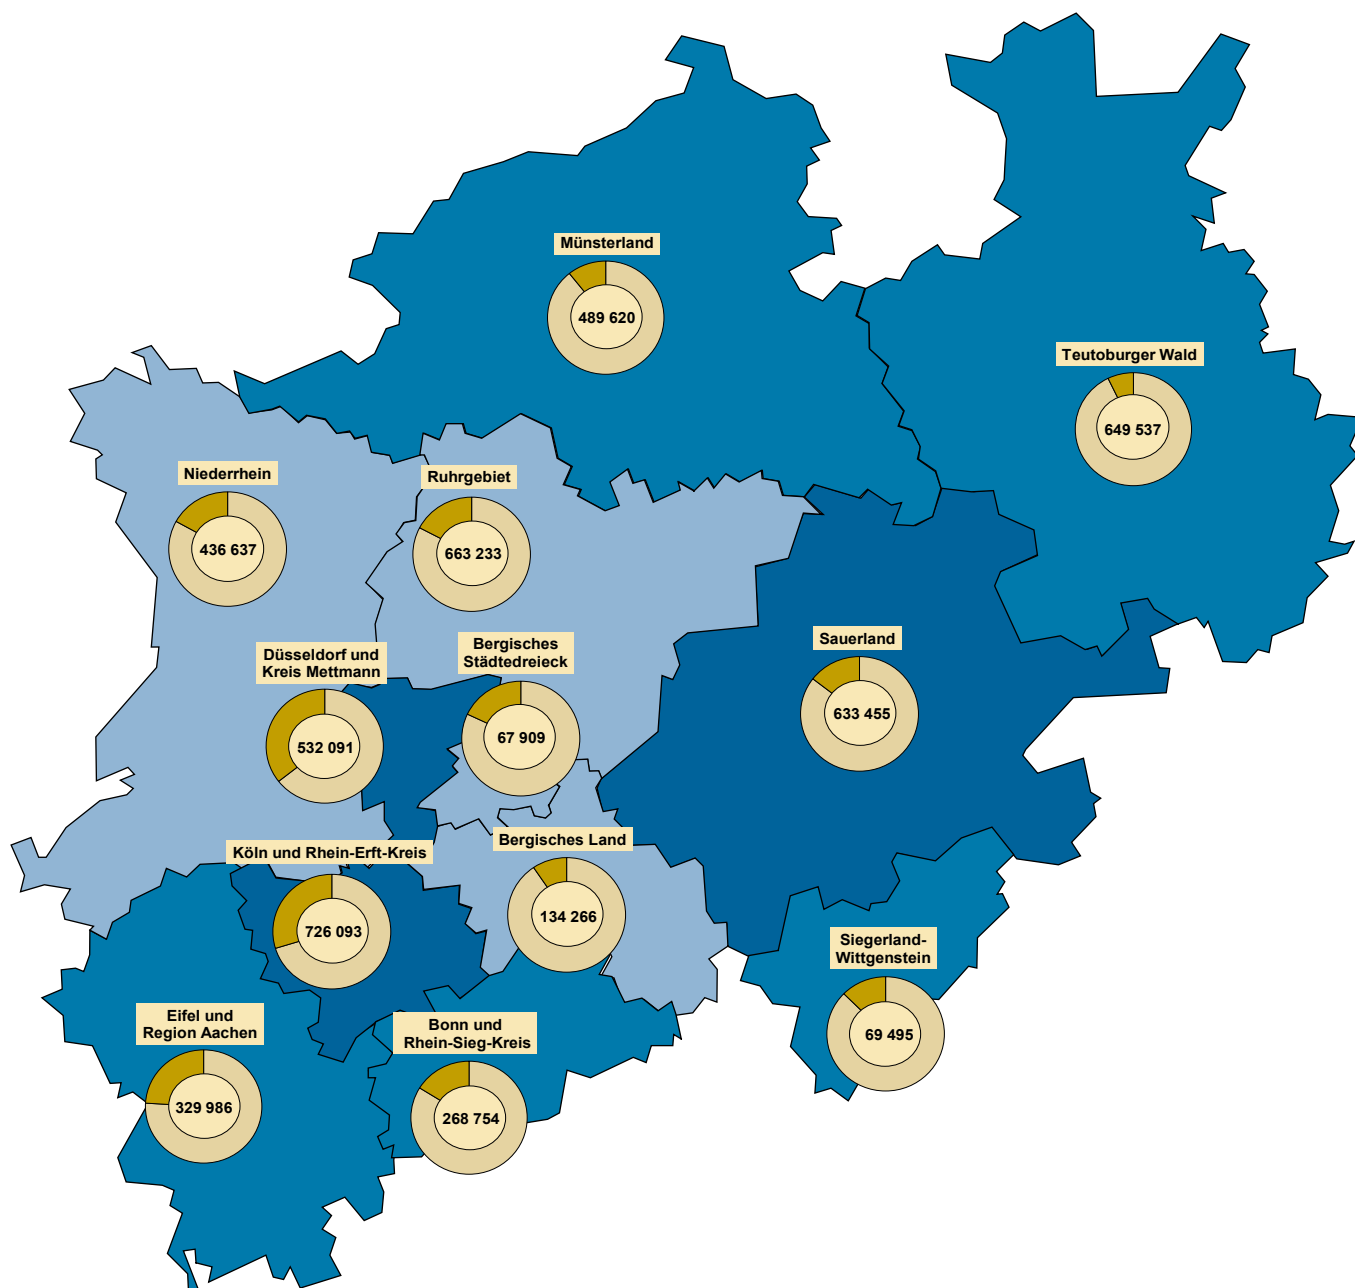 Münsterland
489 620
Teutoburger Wald
649 537
Niederrhein
436 637
Ruhrgebiet
663 233
Düsseldorf und
Kreis Mettmann
532 091
Bergisches
Städtedreieck
67 909
Sauerland
633 455
Köln und Rhein-Erft-Kreis
726 093
Bergisches Land
134 266
Siegerland-
Wittgenstein
69 495
Eifel und
Region Aachen
329 986
Bonn und
Rhein-Sieg-Kreis
268 754